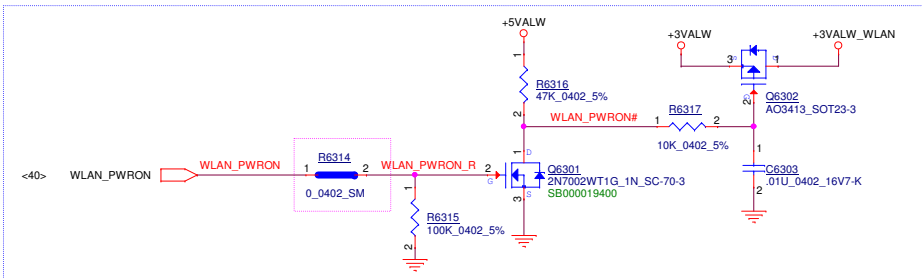 +5VALW
+3VALW
+3VALW_WLAN
1
R6316
47K_0402_5%
2
3
S
D
1
G
2
Q6302
AO3413_SOT23-3
WLAN_PWRON#
1
R6317
2
10K_0402_5%
<40>
WLAN_PWRON
WLAN_PWRON
1
R6314
2
0_0402_SM
WLAN_PWRON_R
2
G
1
D
Q6301
2N7002WT1G_1N_SC-70-3
SB000019400
S
3
1
R6315
100K_0402_5%
2
1
C6303
.01U_0402_16V7-K
2